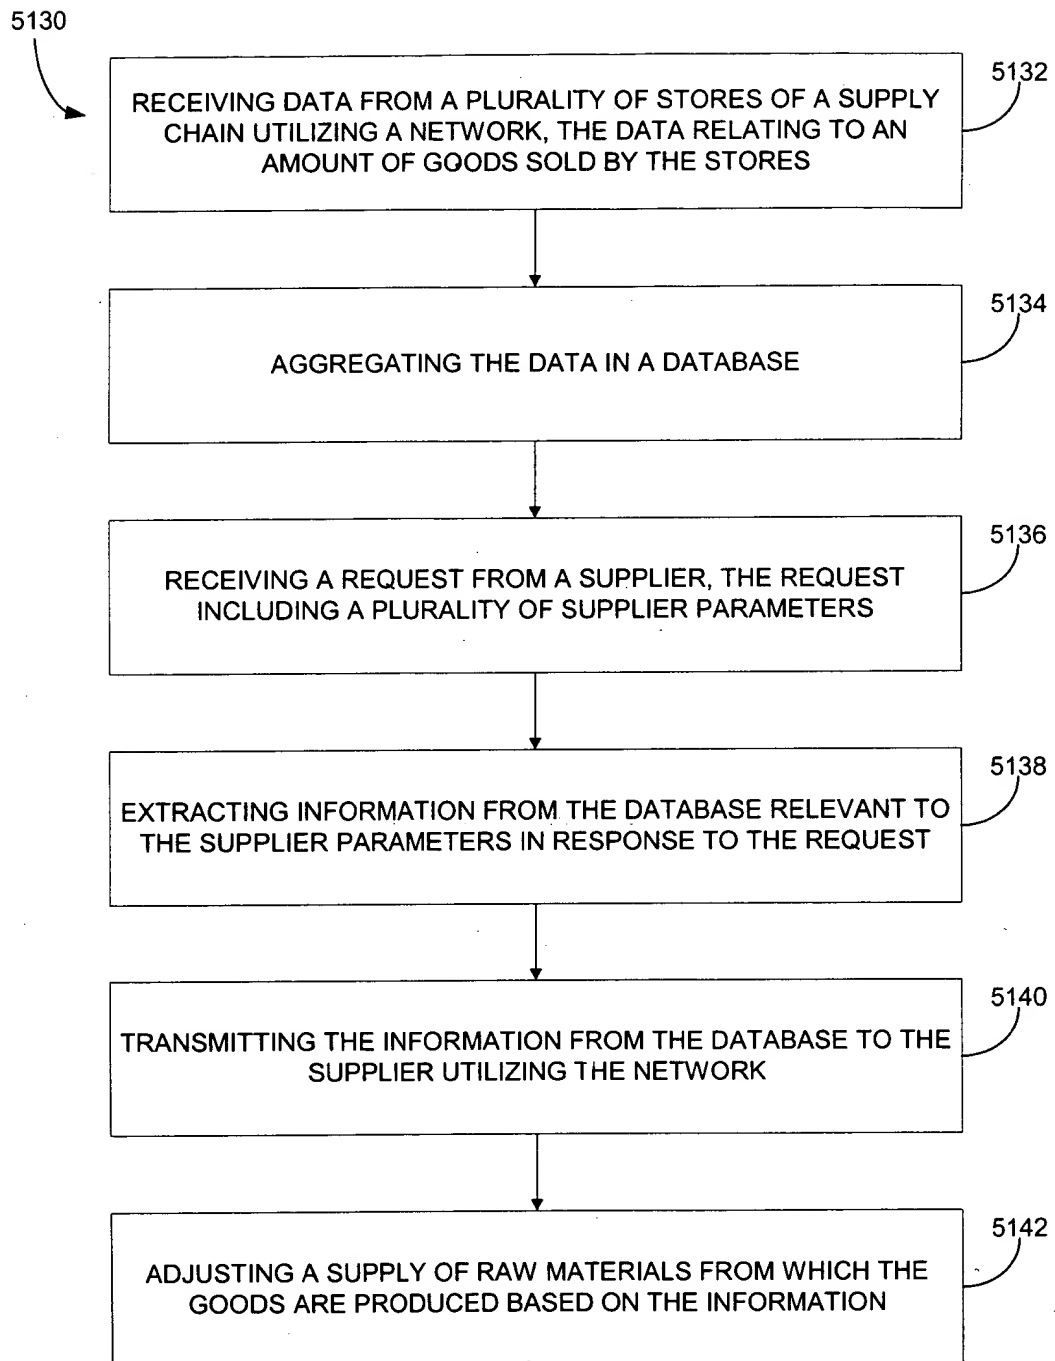 5130
5132
RECEIVING DATA FROM A PLURALITY OF STORES OF A SUPPLY
CHAIN UTILIZING A NETWORK, THE DATA RELATING TO AN
AMOUNT OF GOODS SOLD BY THE STORES
5134
AGGREGATING THE DATA IN A DATABASE
5136
RECEIVING A REQUEST FROM A SUPPLIER, THE REQUEST
INCLUDING A PLURALITY OF SUPPLIER PARAMETERS
5138
EXTRACTING INFORMATION FROM THE DATABASE RELEVANT TO
THE SUPPLIER PARAMETERS IN RESPONSE TO THE REQUEST
5140
TRANSMITTING THE INFORMATION FROM THE DATABASE TO THE
SUPPLIER UTILIZING THE NETWORK
5142
ADJUSTING A SUPPLY OF RAW MATERIALS FROM WHICH THE
GOODS ARE PRODUCED BASED ON THE INFORMATION